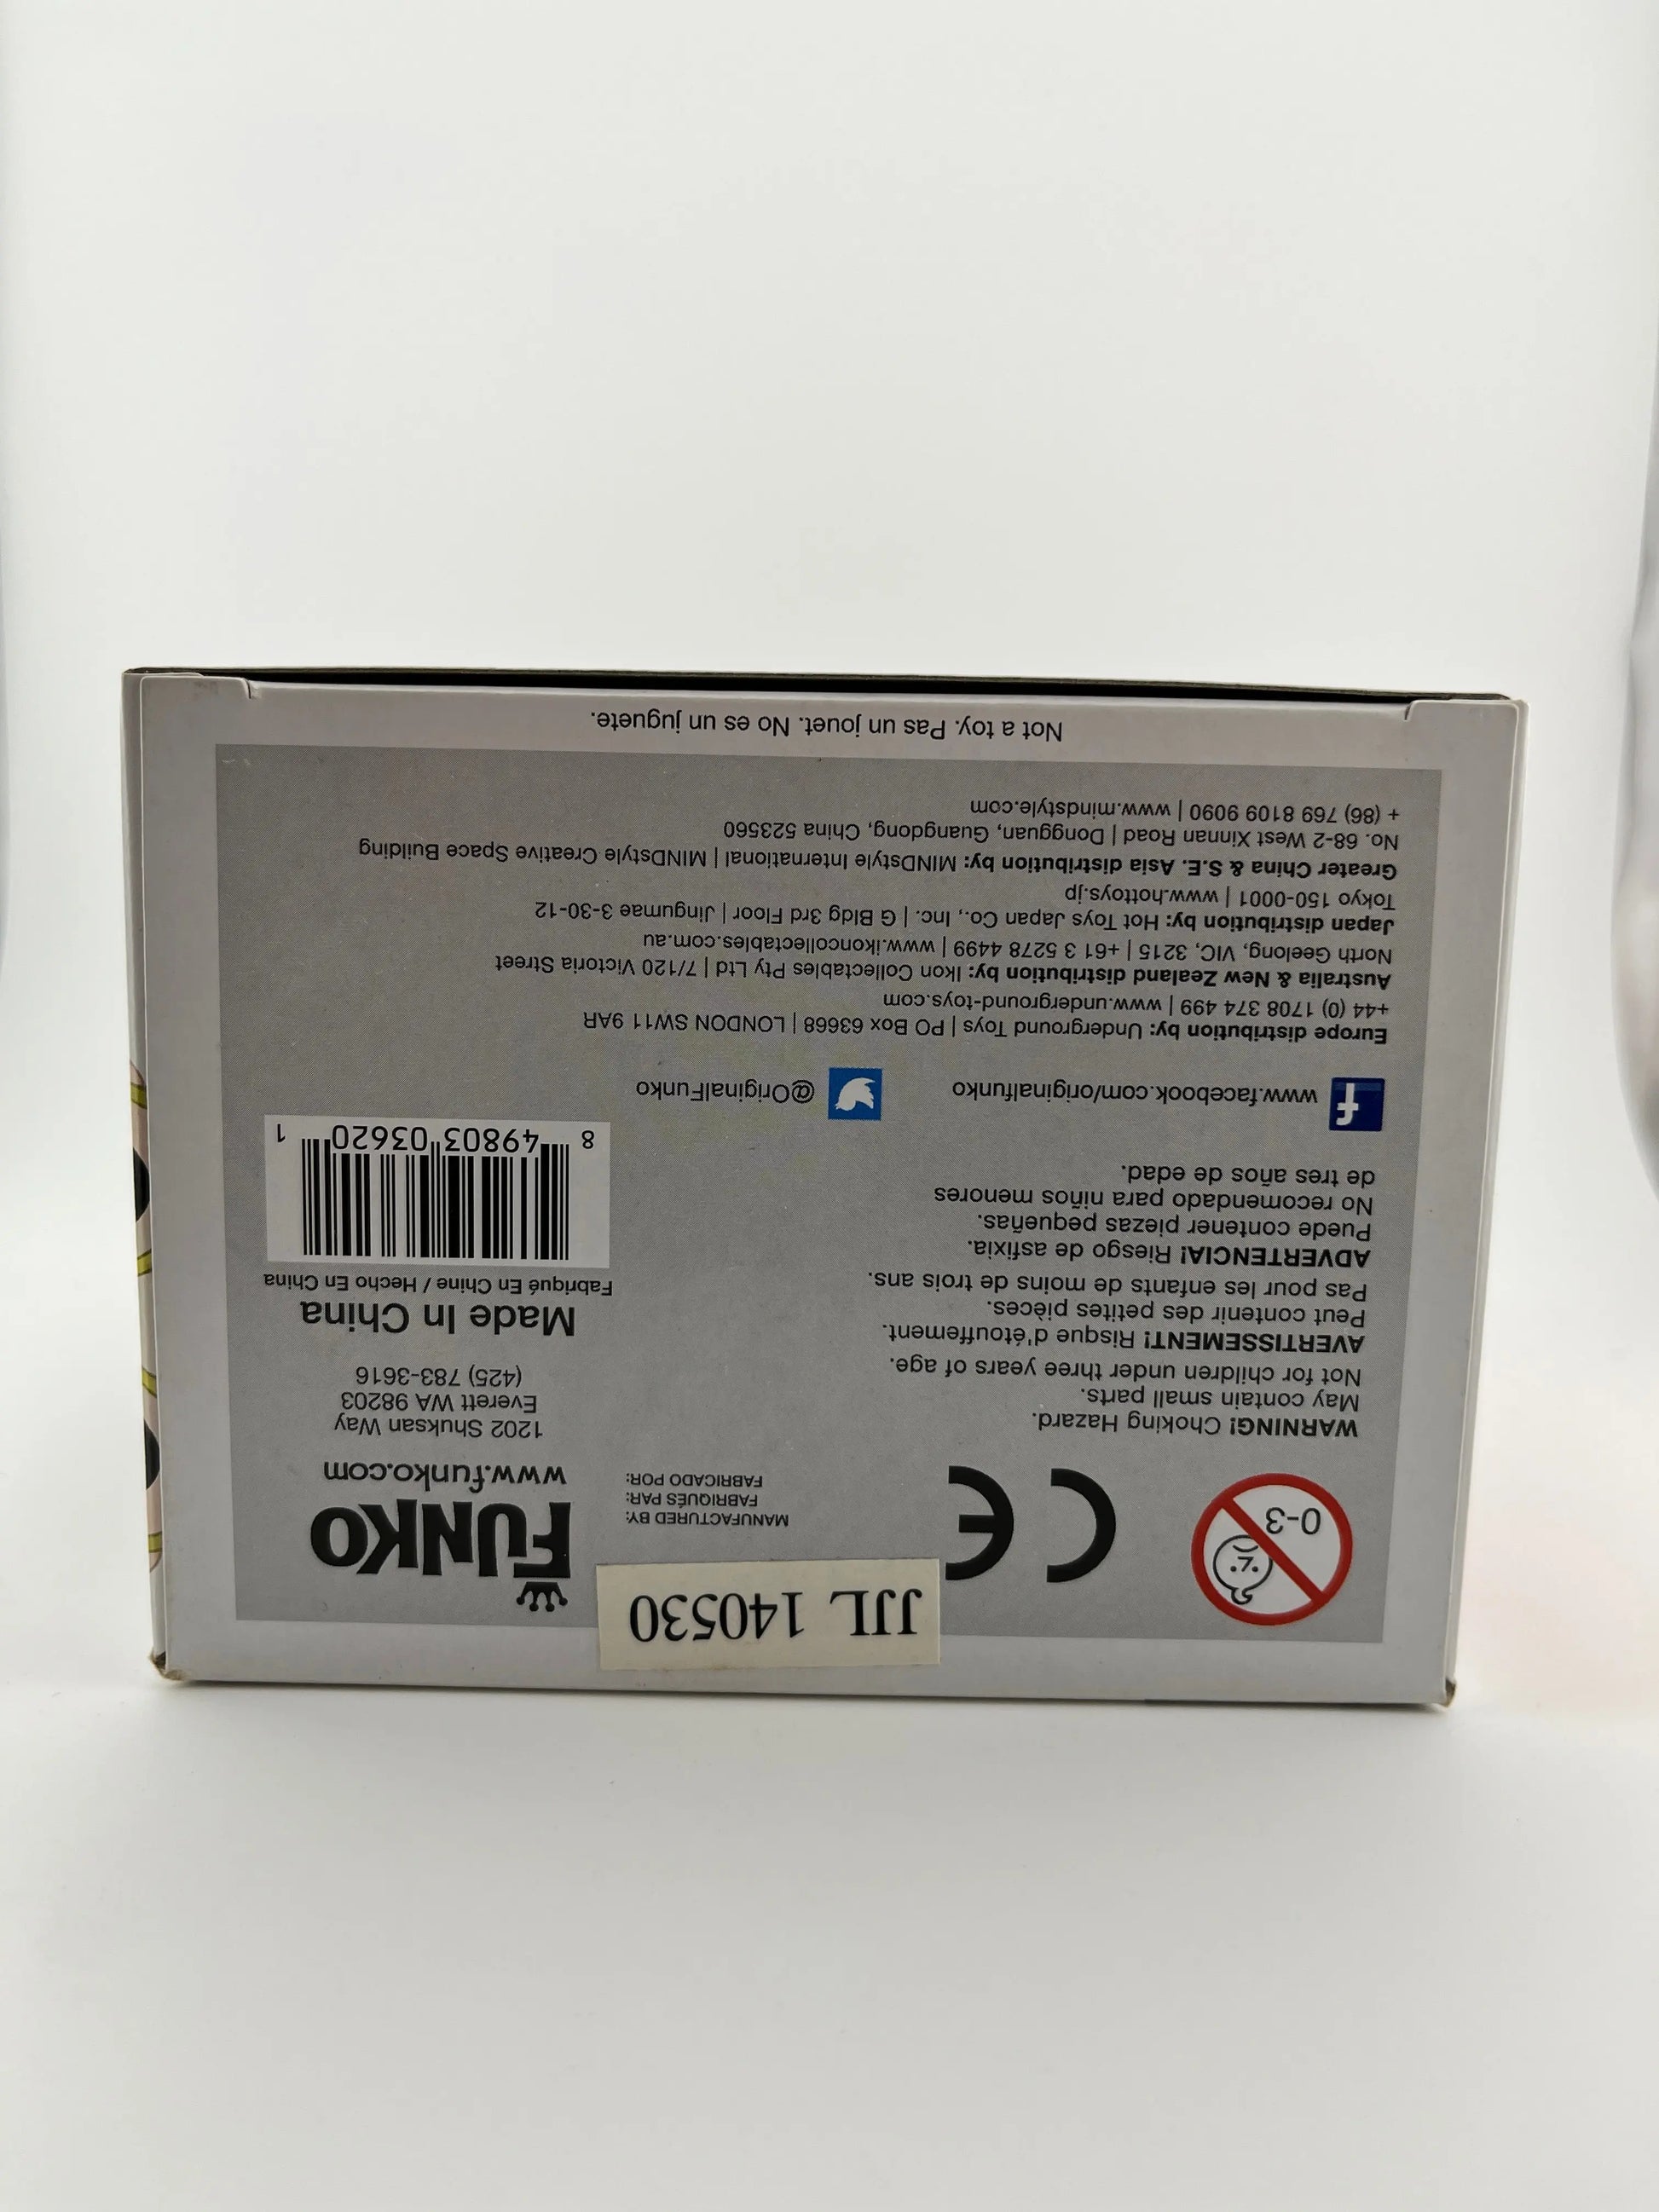 JJL 140530
0-3
CE
MANUFACTURED BY:
FABRIQUÉS PAR:
FABRICADO POR:
FUNKO
www.funko.com
1202 Shuksan Way
Everett WA 98203
(425) 783-3616
Made In China
Fabriqué En Chine / Hecho En China
8 49803 03620 1
WARNING! Choking Hazard.
May contain small parts.
Not for children under three years of age.
AVERTISSEMENT! Risque d'étouffement.
Peut contenir des petites pièces.
Pas pour les enfants de moins de trois ans.
ADVERTENCIA! Riesgo de asfixia.
Puede contener piezas pequeñas.
No recomendado para niños menores
de tres años de edad.
f www.facebook.com/originalfunko
@OriginalFunko
Europe distribution by: Underground Toys | PO Box 63668 | LONDON SW11 9AR
+44 (0) 1708 374 499 | www.underground-toys.com
Australia & New Zealand distribution by: Ikon Collectables Pty Ltd | 7/120 Victoria Street
North Geelong, VIC, 3215 | +61 3 5278 4499 | www.ikoncollectables.com.au
Japan distribution by: Hot Toys Japan Co., Inc. | G Bldg 3rd Floor | Jingumae 3-30-12
Tokyo 150-0001 | www.hottoys.jp
Greater China & S.E. Asia distribution by: MINDstyle International | MINDstyle Creative Space Building
No. 68-2 West Xinnan Road | Dongguan, Guangdong, China 523560
+ (86) 769 8109 9090 | www.mindstyle.com
Not a toy. Pas un jouet. No es un juguete.